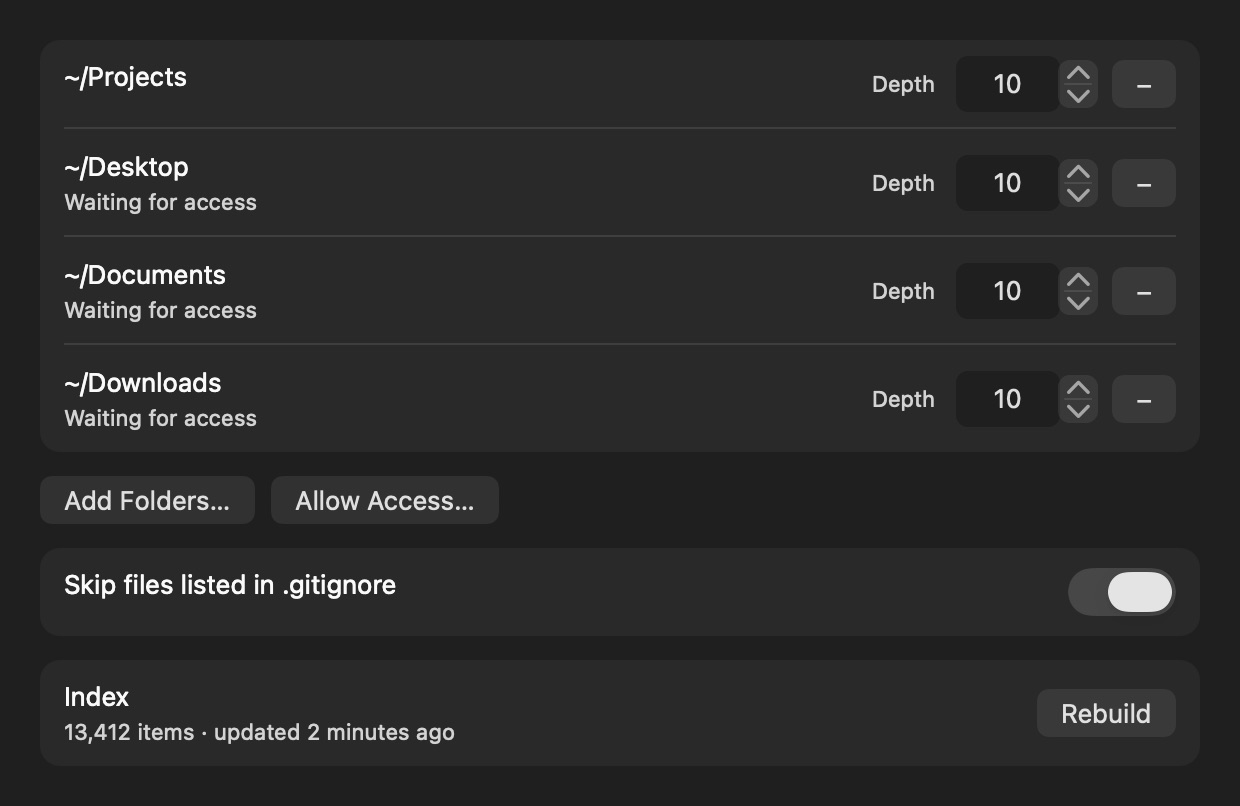 ~/Projects
Depth 10 –
~/Desktop
Waiting for access
Depth 10 –
~/Documents
Waiting for access
Depth 10 –
~/Downloads
Waiting for access
Depth 10 –
Add Folders... Allow Access...
Skip files listed in .gitignore
Index
13,412 items · updated 2 minutes ago
Rebuild